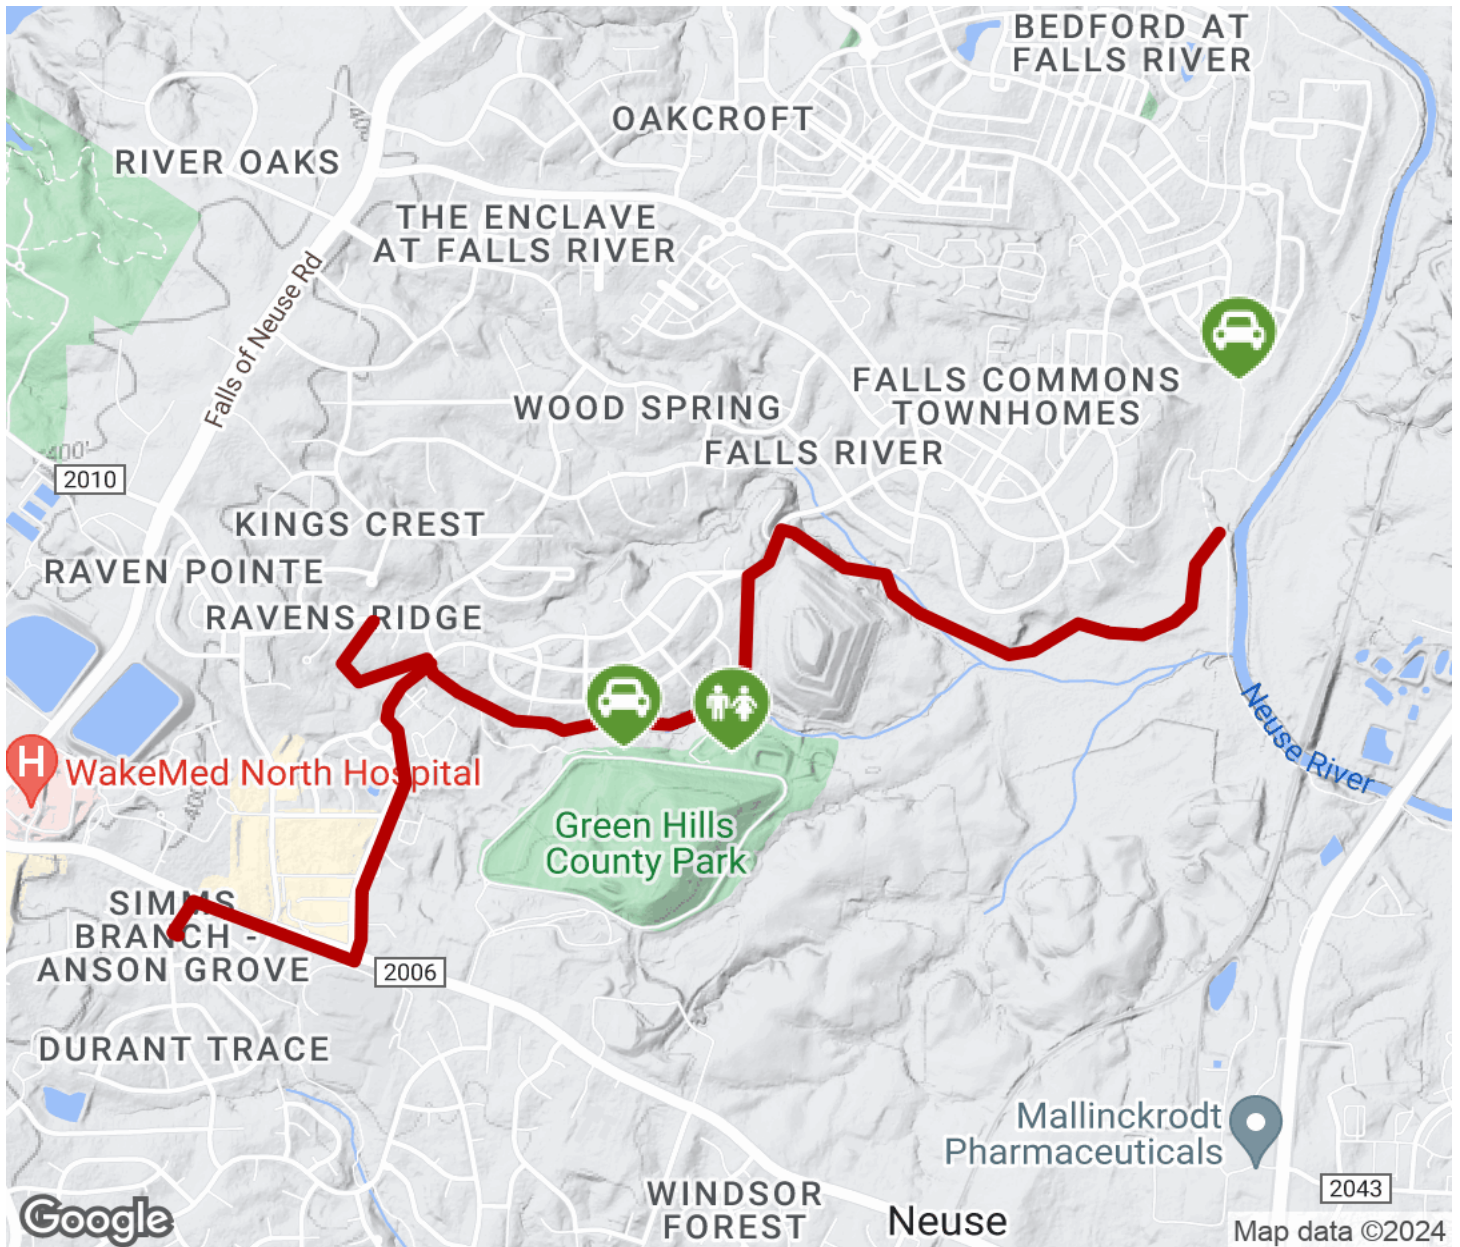 BEDFORD AT
FALLS RIVER
OAKCROFT
400'
RIVER OAKS
THE ENCLAVE
AT FALLS RIVER
Falls of Neuse Rd
FALLS COMMONS
TOWNHOMES
WOOD SPRING
FALLS RIVER
400'
2010
KINGS CREST
RAVEN POINTE
RAVENS RIDGE
Neuse River
H
WakeMed North Hospital
400'
Green Hills
County Park
SIMMS
BRANCH -
ANSON GROVE
2006
DURANT TRACE
Mallinckrodt
Pharmaceuticals
2043
WINDSOR
FOREST
Neuse
Google
Map data ©2024